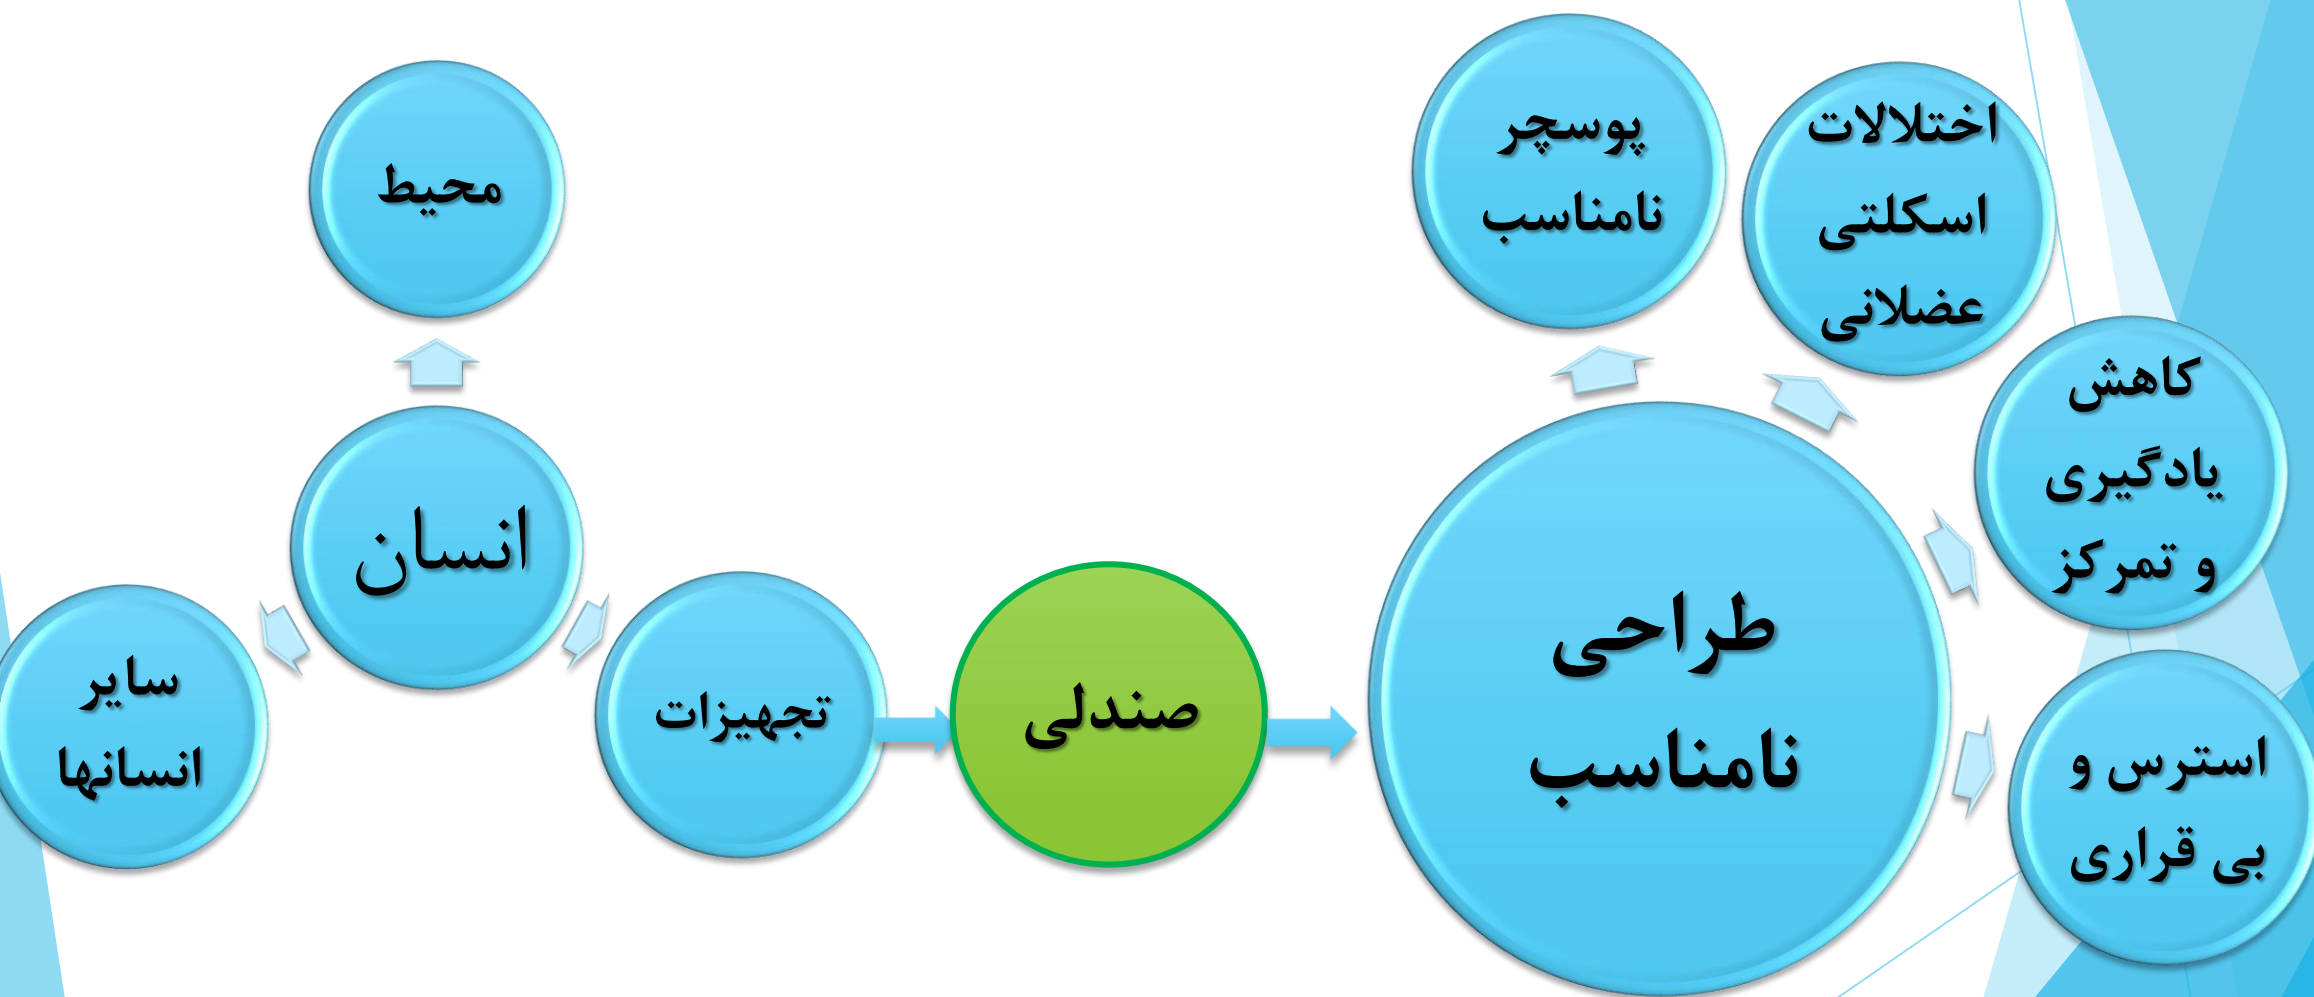 محیط
انسان
سایر
انسانها
تجهیزات
صندلی
طراحی
نامناسب
پوسچر
نامناسب
اختلالات
اسکلتی
عضلانی
کاهش
یادگیری
و تمرکز
استرس و
بی قراری